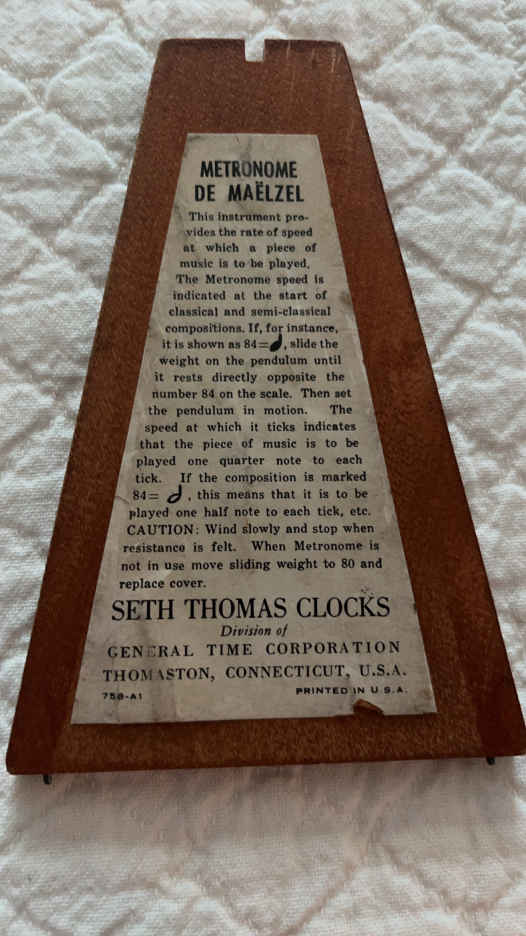 METRONOME
DE MAËLZEL
This instrument pro-
vides the rate of speed
at which a piece of
music is to be played.
The Metronome speed is
indicated at the start of
classical and semi-classical
compositions. If, for instance,
it is shown as 84=♩, slide the
weight on the pendulum until
it rests directly opposite the
number 84 on the scale. Then set
the pendulum in motion. The
speed at which it ticks indicates
that the piece of music is to be
played one quarter note to each
tick. If the composition is marked
84=𝅗𝅥, this means that it is to be
played one half note to each tick, etc.
CAUTION: Wind slowly and stop when
resistance is felt. When Metronome is
not in use move sliding weight to 80 and
replace cover.
SETH THOMAS CLOCKS
Division of
GENERAL TIME CORPORATION
THOMASTON, CONNECTICUT, U.S.A.
758-A1 PRINTED IN U.S.A.